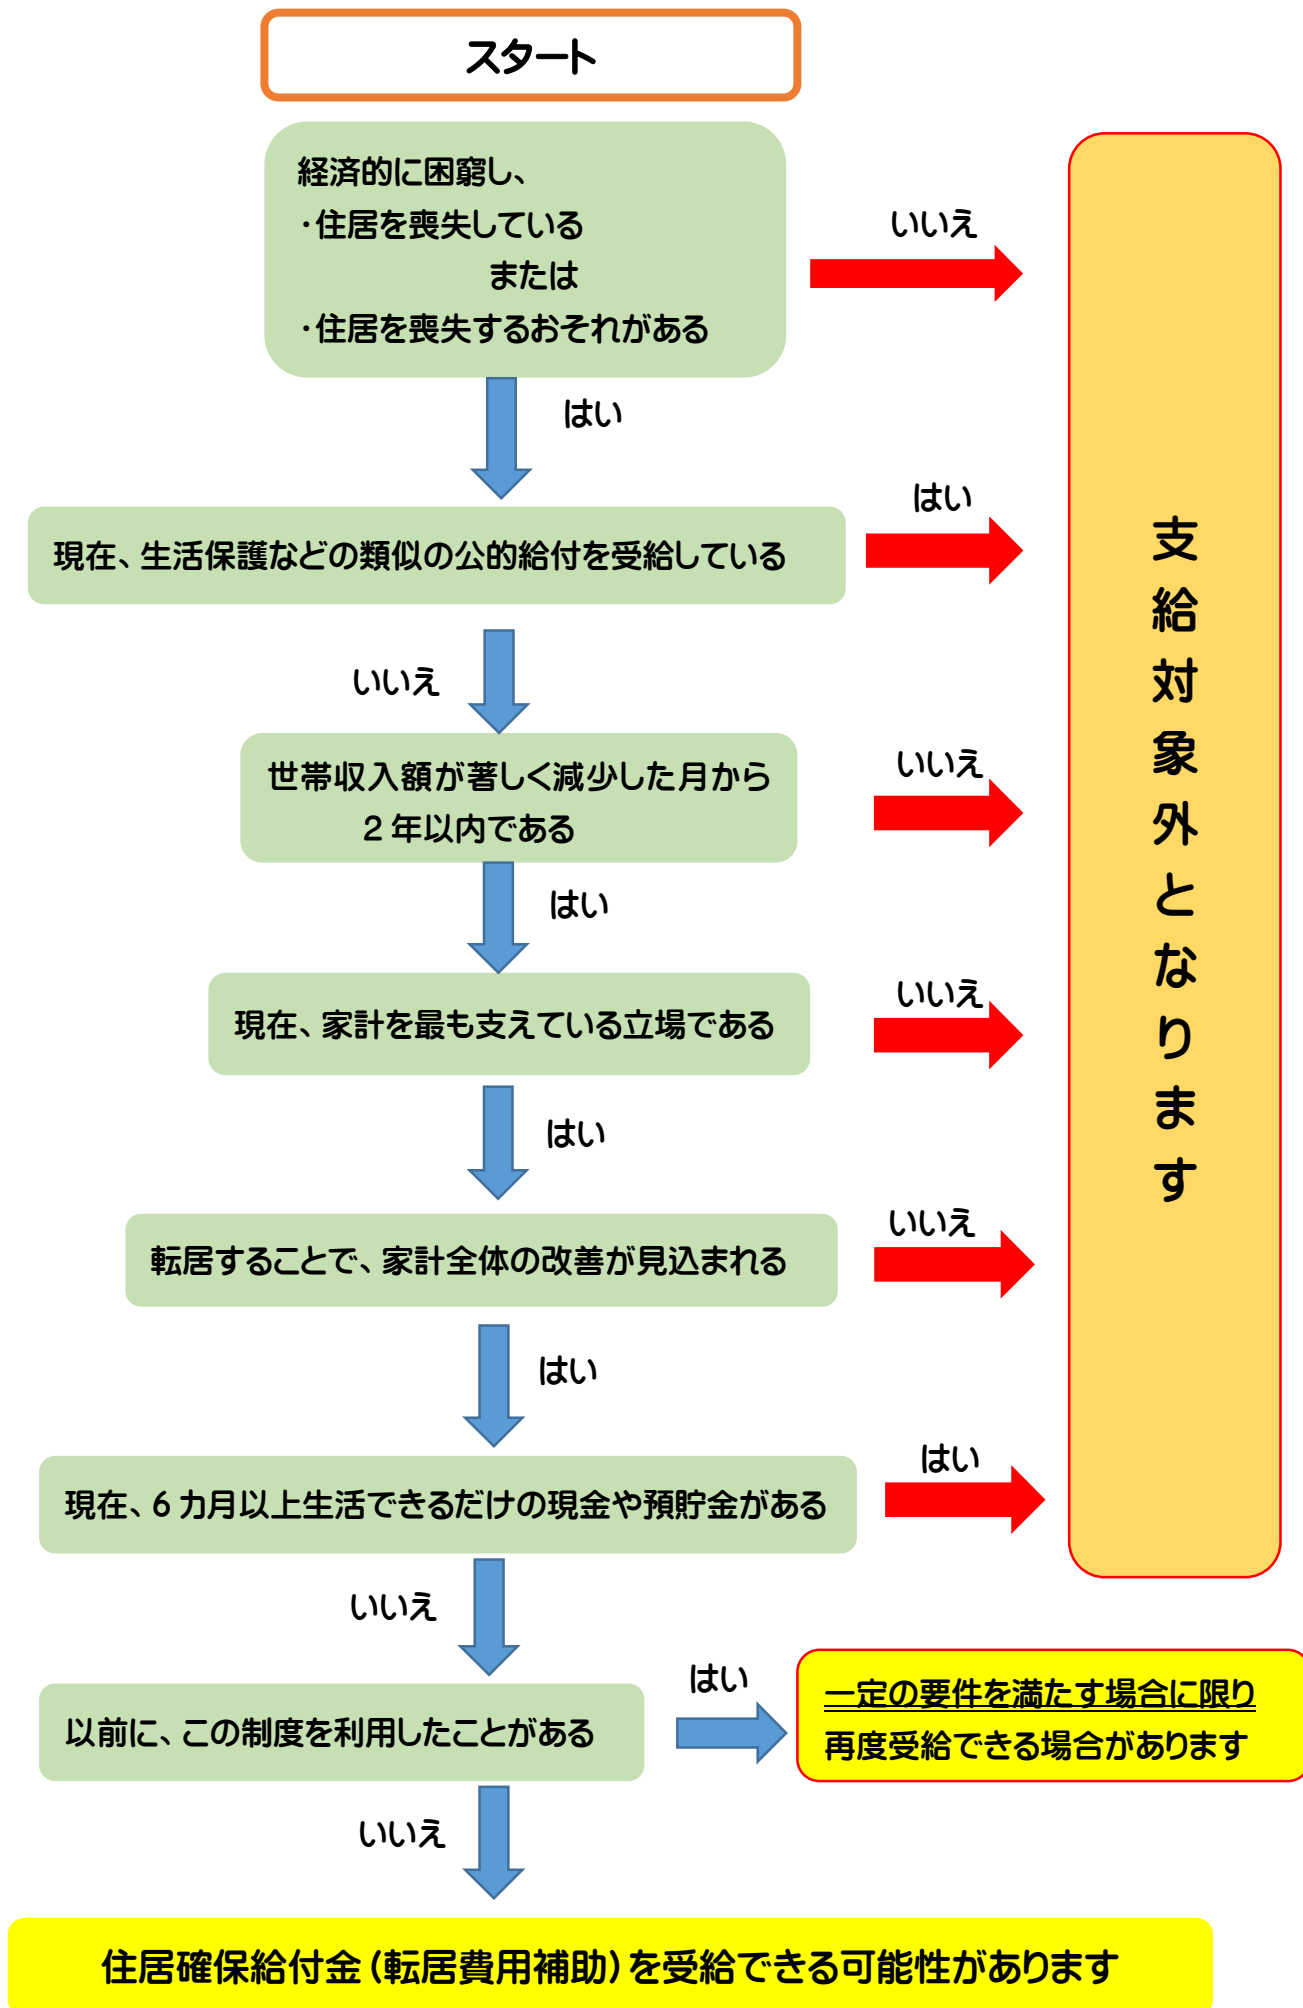 スタート
経済的に困窮し、
・住居を喪失している
または
・住居を喪失するおそれがある
いいえ
はい
現在、生活保護などの類似の公的給付を受給している
はい
いいえ
世帯収入額が著しく減少した月から
２年以内である
いいえ
はい
現在、家計を最も支えている立場である
いいえ
はい
転居することで、家計全体の改善が見込まれる
いいえ
はい
現在、６カ月以上生活できるだけの現金や預貯金がある
はい
いいえ
以前に、この制度を利用したことがある
はい
一定の要件を満たす場合に限り
再度受給できる場合があります
いいえ
住居確保給付金（転居費用補助）を受給できる可能性があります
支給対象外となります